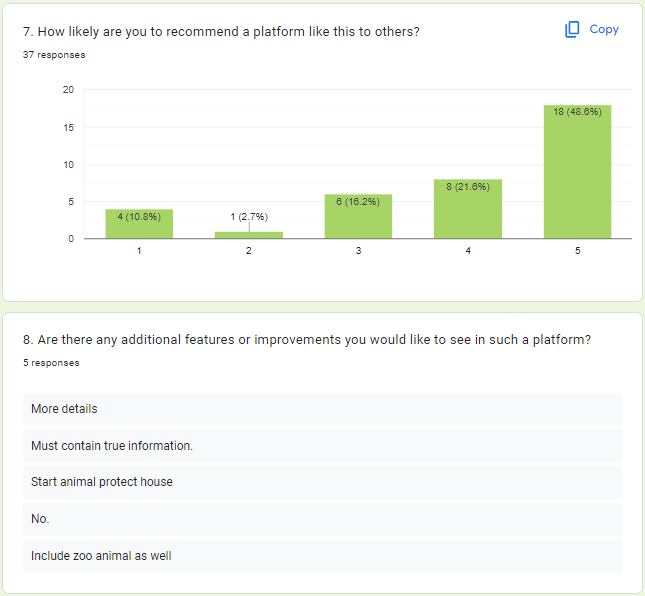 7. How likely are you to recommend a platform like this to others?
Copy
37 responses
20
15
10
5
0
4 (10.8%)
1 (2.7%)
6 (16.2%)
8 (21.6%)
18 (48.6%)
1
2
3
4
5
8. Are there any additional features or improvements you would like to see in such a platform?
5 responses
More details
Must contain true information.
Start animal protect house
No.
Include zoo animal as well